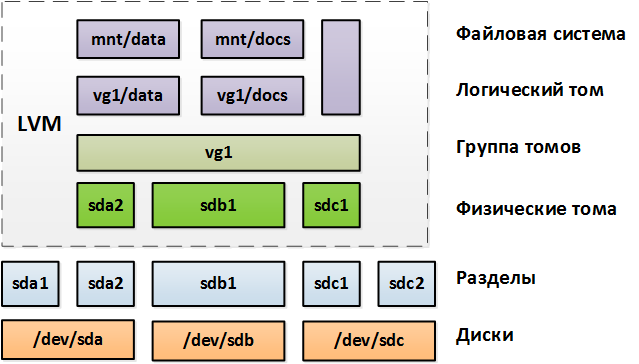 mnt/data mnt/docs Файловая система
vg1/data vg1/docs Логический том
LVM
vg1 Группа томов
sda2 sdb1 sdc1 Физические тома
sda1 sda2 sdb1 sdc1 sdc2 Разделы
/dev/sda /dev/sdb /dev/sdc Диски